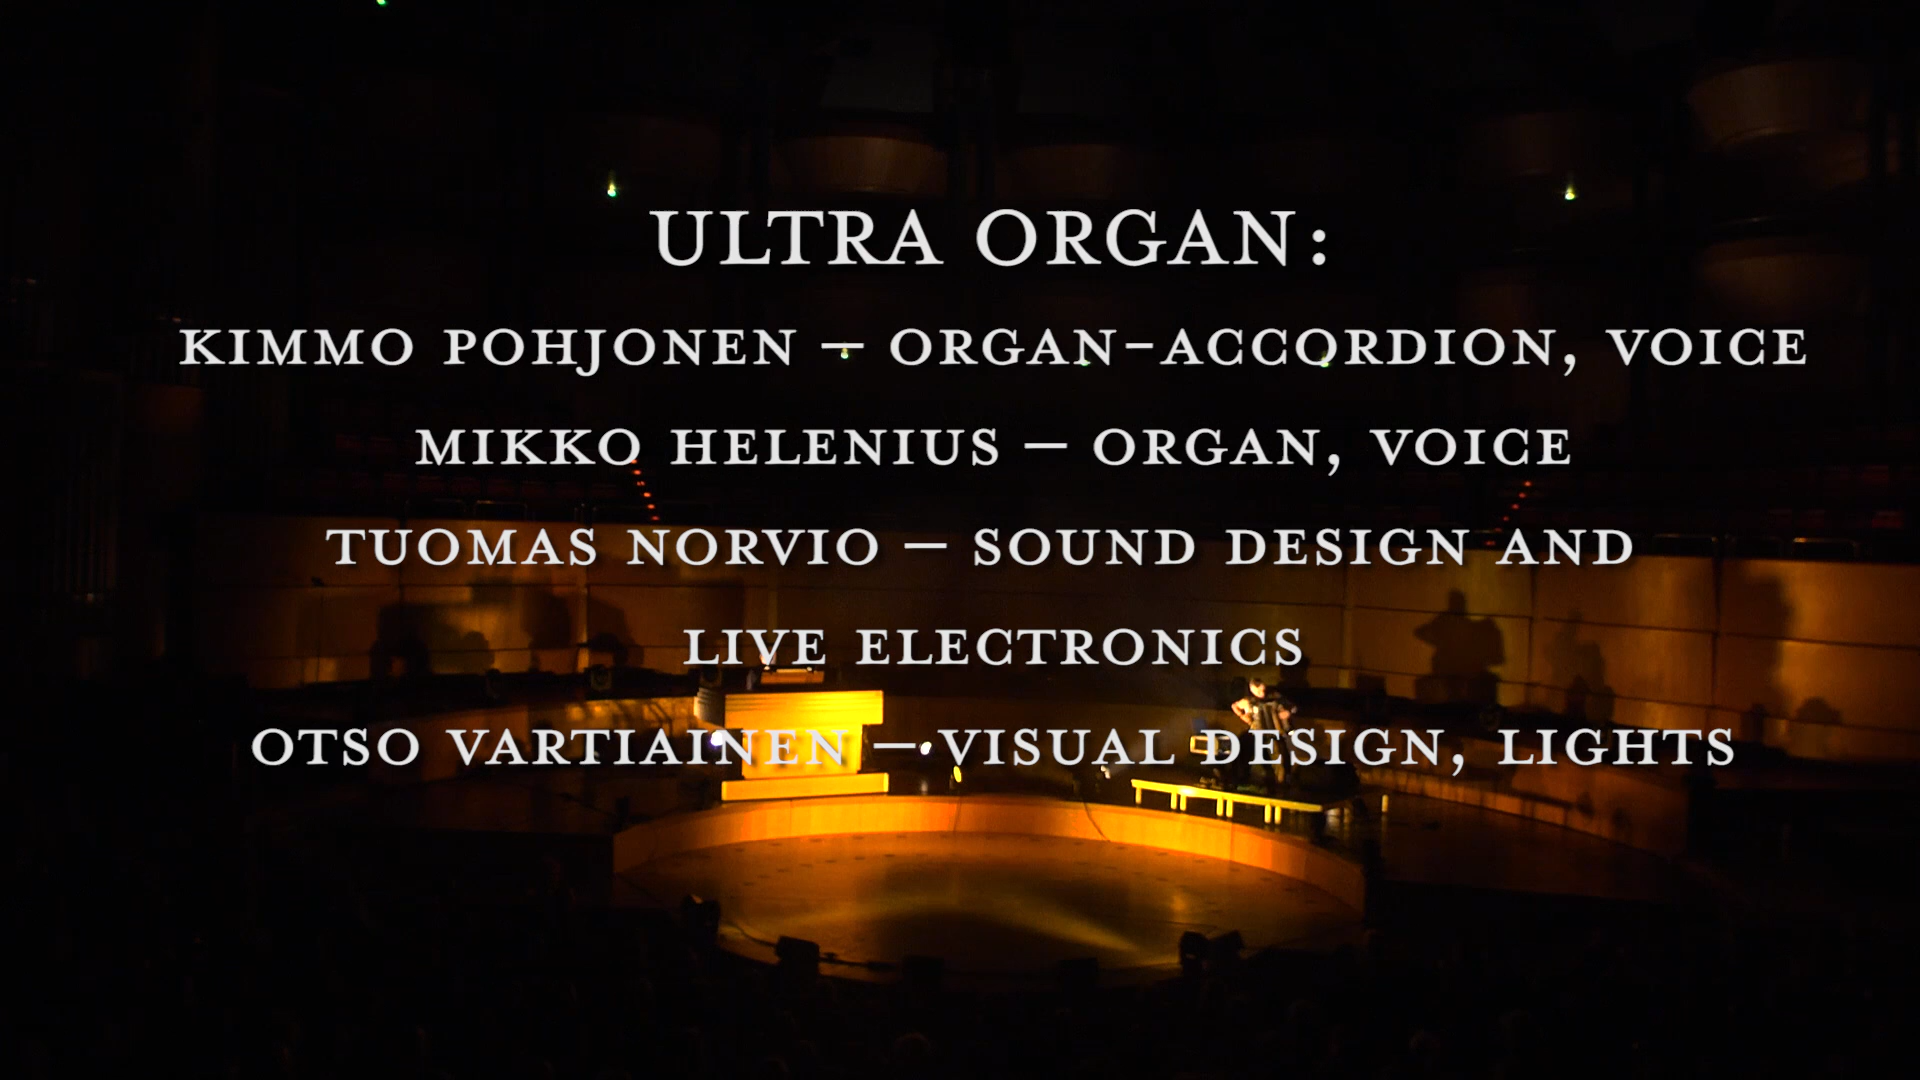 ULTRA ORGAN:
KIMMO POHJONEN – ORGAN-ACCORDION, VOICE
MIKKO HELENIUS – ORGAN, VOICE
TUOMAS NORVIO – SOUND DESIGN AND
LIVE ELECTRONICS
OTSO VARTIAINEN – VISUAL DESIGN, LIGHTS